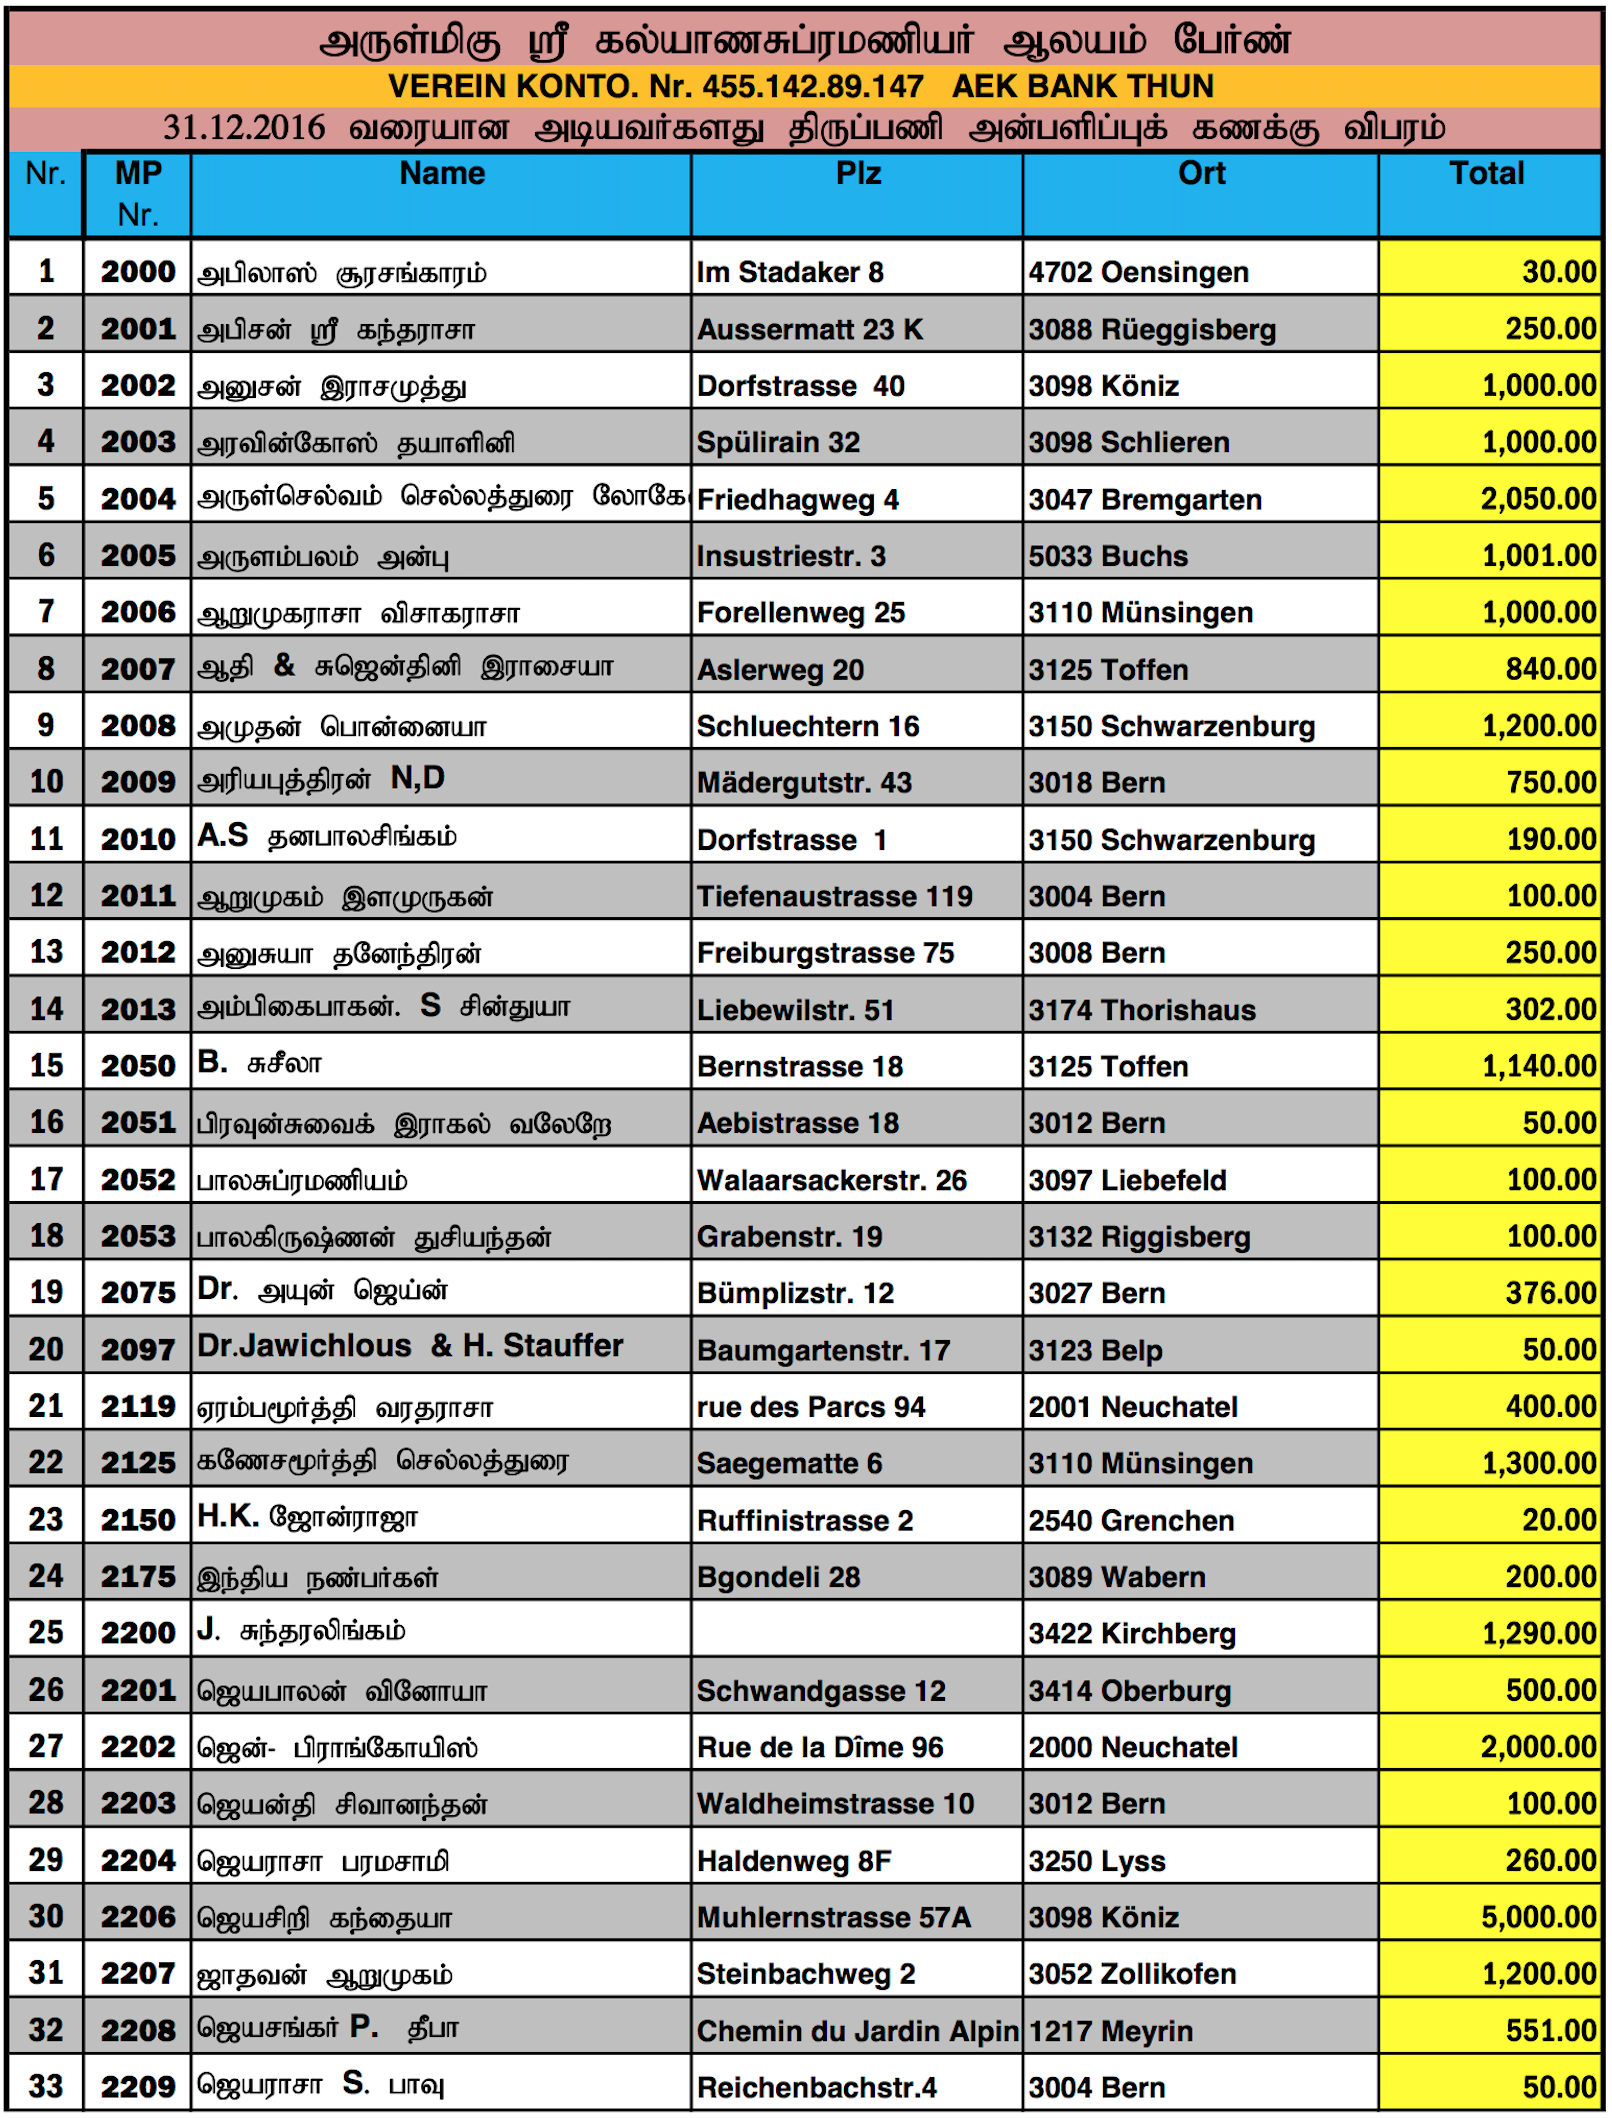 அருள்மிகு ஸ்ரீ கல்யாணசுப்ரமணியர் ஆலயம் பேர்ண்
VEREIN KONTO. Nr. 455.142.89.147 AEK BANK THUN
31.12.2016 வரையான அடியவர்களது திருப்பணி அன்பளிப்புக் கணக்கு விபரம்
Nr. MP Nr. Name Plz Ort Total
1 2000 அபிலாஸ் சூரசங்காரம் Im Stadaker 8 4702 Oensingen 30.00
2 2001 அபிசன் ஸ்ரீ கந்தராசா Aussermatt 23 K 3088 Rüeggisberg 250.00
3 2002 அனுசன் இராசமுத்து Dorfstrasse 40 3098 Köniz 1,000.00
4 2003 அரவின்கோஸ் தயாளினி Spülirain 32 3098 Schlieren 1,000.00
5 2004 அருள்செல்வம் செல்லத்துரை லோகே Friedhagweg 4 3047 Bremgarten 2,050.00
6 2005 அருளம்பலம் அன்பு Insustriestr. 3 5033 Buchs 1,001.00
7 2006 ஆறுமுகராசா விசாகராசா Forellenweg 25 3110 Münsingen 1,000.00
8 2007 ஆதி & சுஜென்தினி இராசையா Aslerweg 20 3125 Toffen 840.00
9 2008 அமுதன் பொன்னையா Schluechtern 16 3150 Schwarzenburg 1,200.00
10 2009 அரியபுத்திரன் N,D Mädergutstr. 43 3018 Bern 750.00
11 2010 A.S தனபாலசிங்கம் Dorfstrasse 1 3150 Schwarzenburg 190.00
12 2011 ஆறுமுகம் இளமுருகன் Tiefenaustrasse 119 3004 Bern 100.00
13 2012 அனுசுயா தனேந்திரன் Freiburgstrasse 75 3008 Bern 250.00
14 2013 அம்பிகைபாகன். S சின்துயா Liebewilstr. 51 3174 Thorishaus 302.00
15 2050 B. சுசீலா Bernstrasse 18 3125 Toffen 1,140.00
16 2051 பிரவுன்சுவைக் இராகல் வலேறே Aebistrasse 18 3012 Bern 50.00
17 2052 பாலசுப்ரமணியம் Walaarsackerstr. 26 3097 Liebefeld 100.00
18 2053 பாலகிருஷ்ணன் துசியந்தன் Grabenstr. 19 3132 Riggisberg 100.00
19 2075 Dr. அயுன் ஜெய்ன் Bümplizstr. 12 3027 Bern 376.00
20 2097 Dr.Jawichlous & H. Stauffer Baumgartenstr. 17 3123 Belp 50.00
21 2119 ஏரம்பமூர்த்தி வரதராசா rue des Parcs 94 2001 Neuchatel 400.00
22 2125 கணேசமூர்த்தி செல்லத்துரை Saegematte 6 3110 Münsingen 1,300.00
23 2150 H.K. ஜோன்ராஜா Ruffinistrasse 2 2540 Grenchen 20.00
24 2175 இந்திய நண்பர்கள் Bgondeli 28 3089 Wabern 200.00
25 2200 J. சுந்தரலிங்கம் 3422 Kirchberg 1,290.00
26 2201 ஜெயபாலன் வினோயா Schwandgasse 12 3414 Oberburg 500.00
27 2202 ஜென்- பிராங்கோயிஸ் Rue de la Dîme 96 2000 Neuchatel 2,000.00
28 2203 ஜெயன்தி சிவானந்தன் Waldheimstrasse 10 3012 Bern 100.00
29 2204 ஜெயராசா பரமசாமி Haldenweg 8F 3250 Lyss 260.00
30 2206 ஜெயசிறி கந்தையா Muhlernstrasse 57A 3098 Köniz 5,000.00
31 2207 ஜாதவன் ஆறுமுகம் Steinbachweg 2 3052 Zollikofen 1,200.00
32 2208 ஜெயசங்கர் P. தீபா Chemin du Jardin Alpin 1217 Meyrin 551.00
33 2209 ஜெயராசா S. பாவு Reichenbachstr.4 3004 Bern 50.00